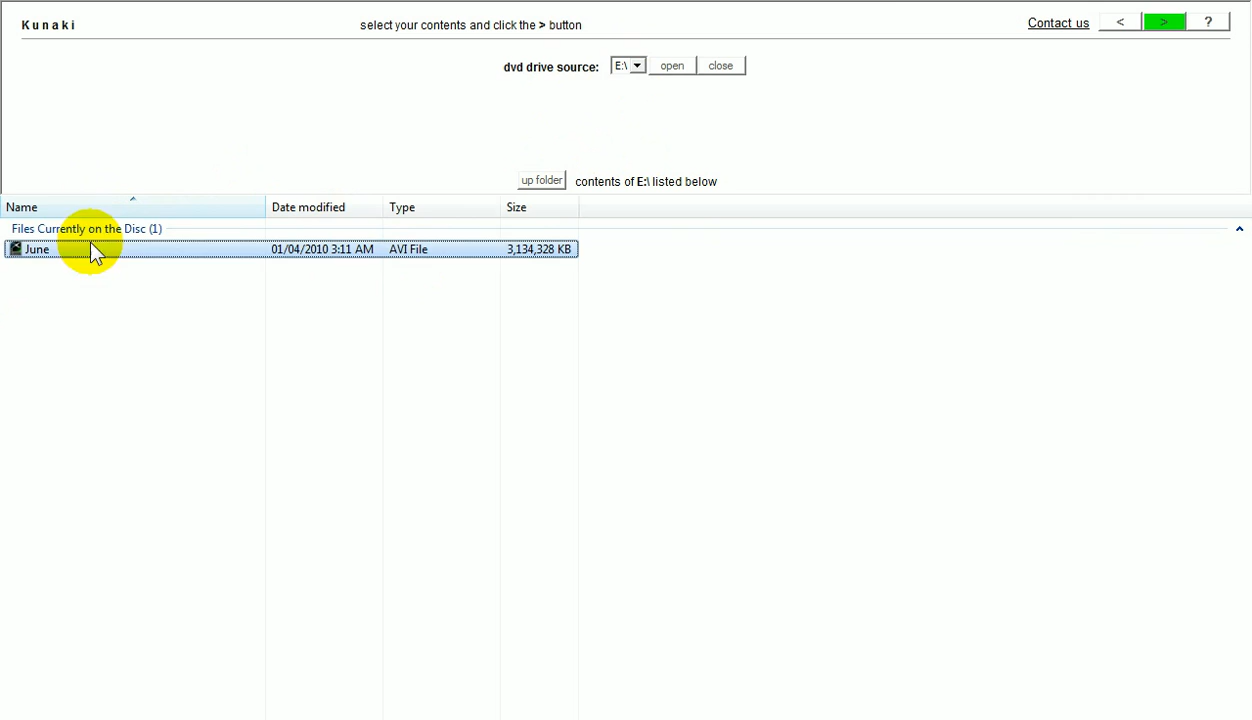 Kunaki select your contents and click the > button Contact us < > ?
dvd drive source: E:\ open close
up folder contents of E:\ listed below
Name Date modified Type Size
Files Currently on the Disc (1)
June 01/04/2010 3:11 AM AVI File 3,134,328 KB